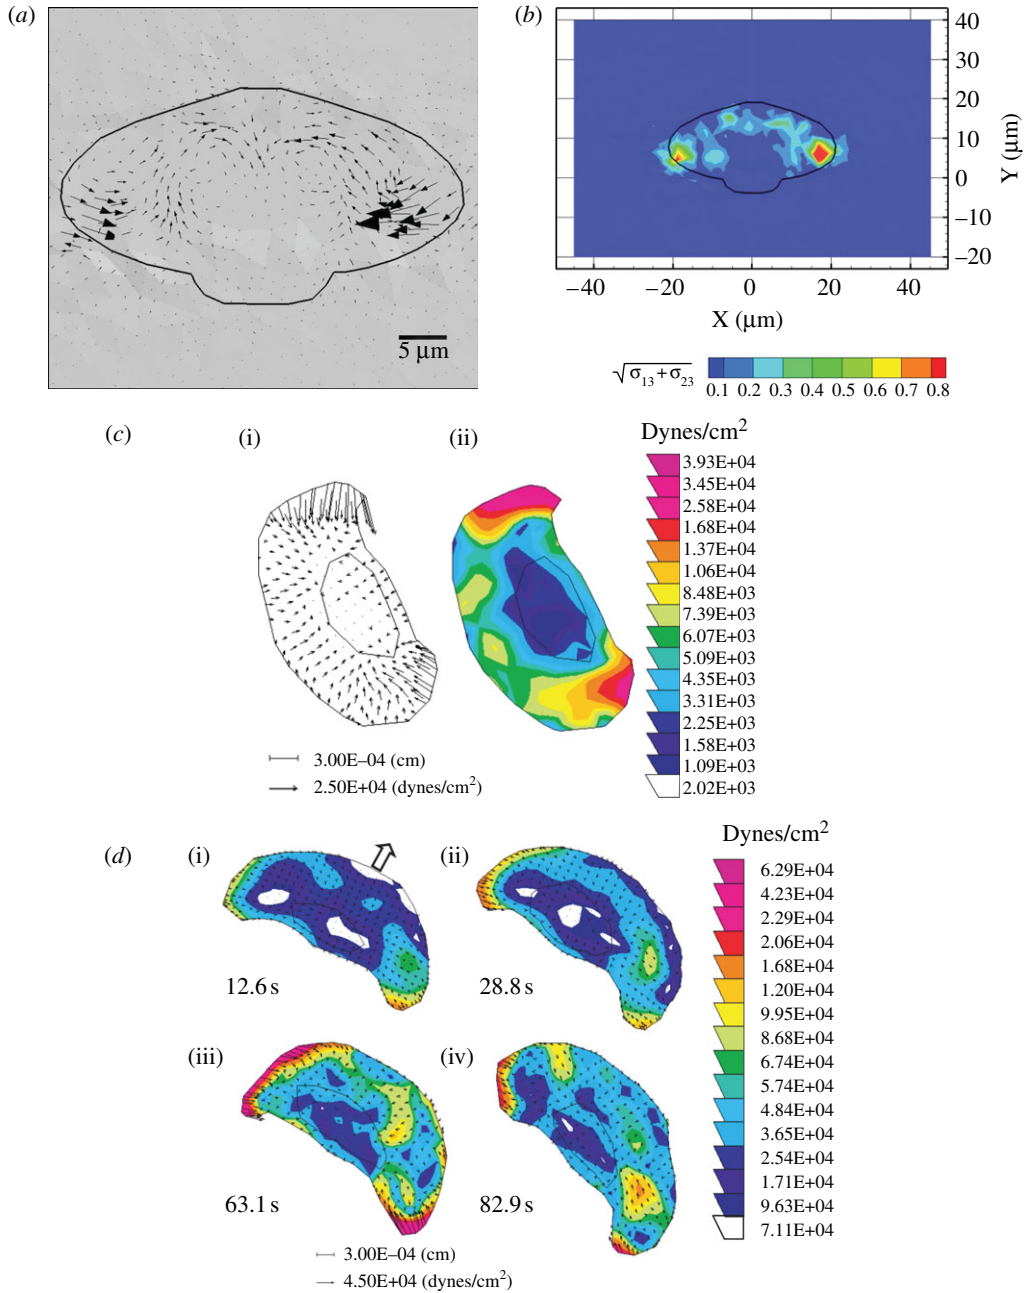 (a)
5 μm
(b)
40
30
20
10
0
−10
−20
Y (μm)
−40 −20 0 20 40
X (μm)
√σ13+σ23
0.1 0.2 0.3 0.4 0.5 0.6 0.7 0.8
(c)
(i)
(ii)
Dynes/cm2
3.93E+04
3.45E+04
2.58E+04
1.68E+04
1.37E+04
1.06E+04
8.48E+03
7.39E+03
6.07E+03
5.09E+03
4.35E+03
3.31E+03
2.25E+03
1.58E+03
1.09E+03
2.02E+03
3.00E−04 (cm)
2.50E+04 (dynes/cm2)
(d)
(i)
(ii)
12.6 s
28.8 s
(iii)
(iv)
63.1 s
82.9 s
Dynes/cm2
6.29E+04
4.23E+04
2.29E+04
2.06E+04
1.68E+04
1.20E+04
9.95E+04
8.68E+04
6.74E+04
5.74E+04
4.84E+04
3.65E+04
2.54E+04
1.71E+04
9.63E+04
7.11E+04
3.00E−04 (cm)
4.50E+04 (dynes/cm2)